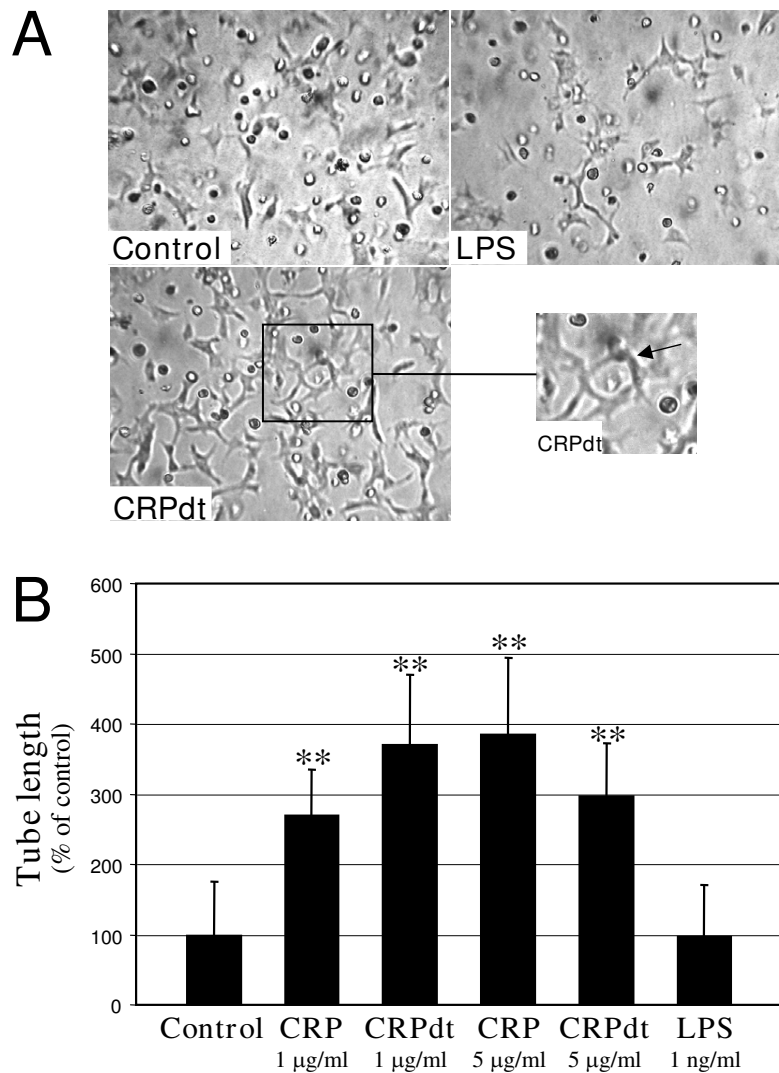 A
Control
LPS
CRPdt
CRPdt
B
Tube length
(% of control)
600
500
400
300
200
100
0
**
**
**
**
Control CRP CRPdt CRP CRPdt LPS
1 µg/ml 1 µg/ml 5 µg/ml 5 µg/ml 1 ng/ml